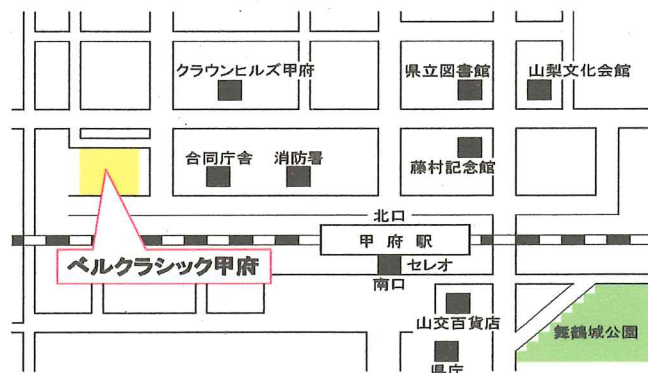 クラウンヒルズ甲府
県立図書館
山梨文化会館
合同庁舎
消防署
藤村記念館
北口
甲府駅
ベルクラシック甲府
セレオ
南口
山交百貨店
舞鶴城公園
県庁